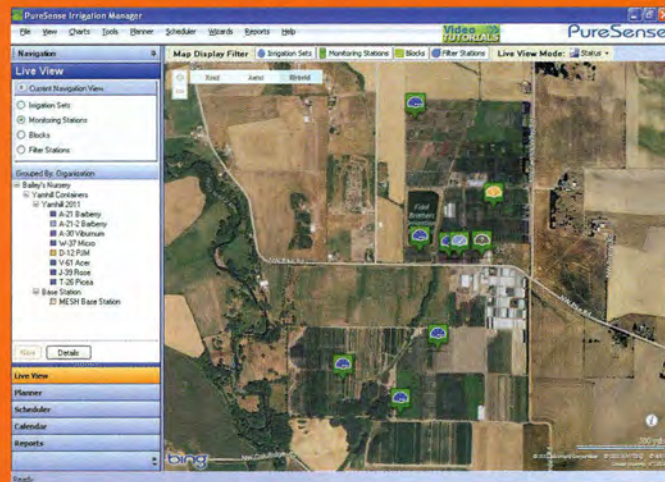 PureSense Irrigation Manager
File View Charts Tools Planner Scheduler Wizards Reports Help
Video
TUTORIALS
PureSense
Navigation
Map Display Filter Irrigation Sets Monitoring Stations Blocks Filter Stations Live View Mode: Status
Live View
Current Navigation View
Irrigation Sets
Monitoring Stations
Blocks
Filter Stations
Road Aerial Hybrid
Grouped By: Organization
Bailey's Nursery
Yamhill Containers
Yamhill 2011
A-21 Barberry
A-21-2 Barberry
A-30 Viburnum
W-37 Micro
D-12 PJM
V-61 Acer
J-39 Rose
T-26 Picea
Base Station
MESH Base Station
Brothers
Details
Live View
Planner
Scheduler
Calendar
Reports
bing
Ready